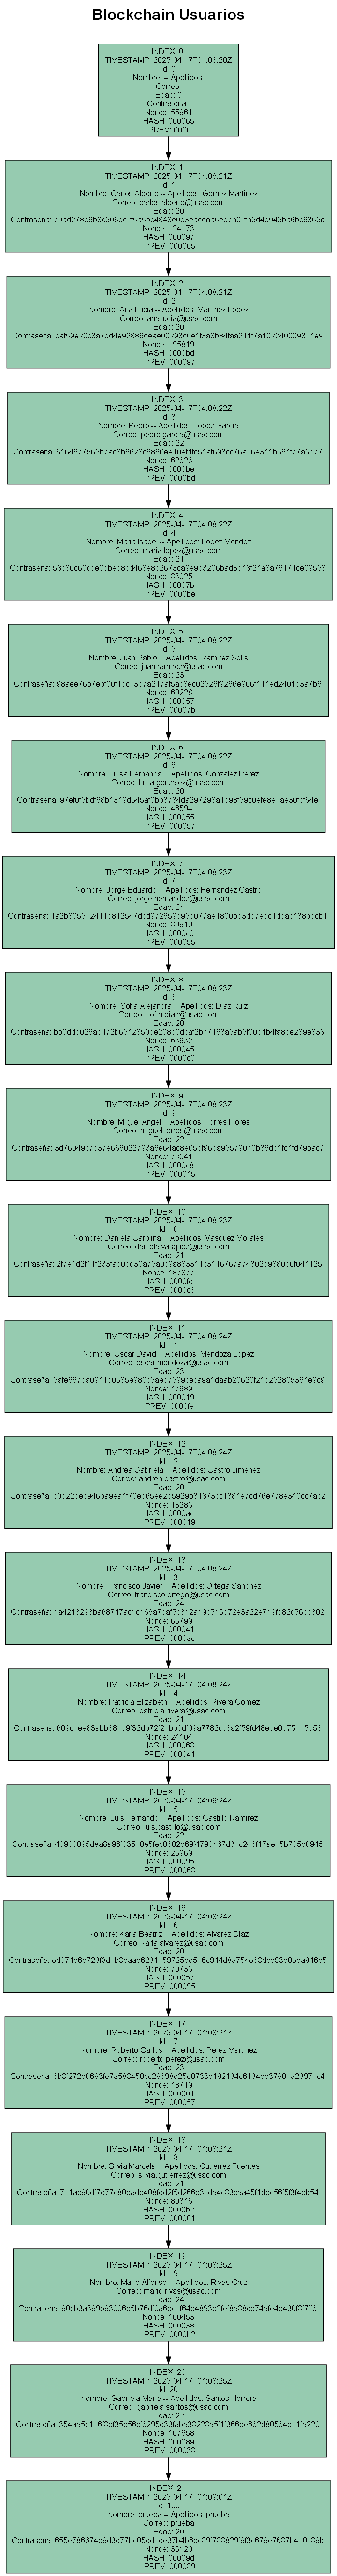 Blockchain Usuarios
INDEX: 0
TIMESTAMP: 2025-04-17T04:08:20Z
Id: 0
Nombre: -- Apellidos:
Correo:
Edad: 0
Contraseña:
Nonce: 55961
HASH: 000065
PREV: 0000
INDEX: 1
TIMESTAMP: 2025-04-17T04:08:21Z
Id: 1
Nombre: Carlos Alberto -- Apellidos: Gomez Martinez
Correo: carlos.alberto@usac.com
Edad: 20
Contraseña: 79ad278b6b8c506bc2f5a5bc4848e0e3eaceaa6ed7a92fa5d4d945ba6bc6365a
Nonce: 124173
HASH: 000097
PREV: 000065
INDEX: 2
TIMESTAMP: 2025-04-17T04:08:21Z
Id: 2
Nombre: Ana Lucia -- Apellidos: Martinez Lopez
Correo: ana.lucia@usac.com
Edad: 20
Contraseña: baf59e20c3a7bd4e92886deae00293c0e1f3a8b84faa211f7a102240009314e9
Nonce: 195819
HASH: 0000bd
PREV: 000097
INDEX: 3
TIMESTAMP: 2025-04-17T04:08:22Z
Id: 3
Nombre: Pedro -- Apellidos: Lopez Garcia
Correo: pedro.garcia@usac.com
Edad: 22
Contraseña: 6164677565b7ac8b6628c6860ee10ef4fc51af693cc76a16e341b664f77a5b77
Nonce: 62623
HASH: 0000be
PREV: 0000bd
INDEX: 4
TIMESTAMP: 2025-04-17T04:08:22Z
Id: 4
Nombre: Maria Isabel -- Apellidos: Lopez Mendez
Correo: maria.lopez@usac.com
Edad: 21
Contraseña: 58c86c60cbe0bbed8cd468e8d2673ca9e9d3206bad3d48f24a8a76174ce09558
Nonce: 83025
HASH: 00007b
PREV: 0000be
INDEX: 5
TIMESTAMP: 2025-04-17T04:08:22Z
Id: 5
Nombre: Juan Pablo -- Apellidos: Ramirez Solis
Correo: juan.ramirez@usac.com
Edad: 23
Contraseña: 98aee76b7ebf00f1dc13b7a217af5ac8ec02526f9266e906f114ed2401b3a7b6
Nonce: 60228
HASH: 000057
PREV: 00007b
INDEX: 6
TIMESTAMP: 2025-04-17T04:08:22Z
Id: 6
Nombre: Luisa Fernanda -- Apellidos: Gonzalez Perez
Correo: luisa.gonzalez@usac.com
Edad: 20
Contraseña: 97ef0f5bdf68b1349d545af0bb3734da297298a1d98f59c0efe8e1ae30fcf64e
Nonce: 46594
HASH: 000055
PREV: 000057
INDEX: 7
TIMESTAMP: 2025-04-17T04:08:23Z
Id: 7
Nombre: Jorge Eduardo -- Apellidos: Hernandez Castro
Correo: jorge.hernandez@usac.com
Edad: 24
Contraseña: 1a2b805512411d812547dcd972659b95d077ae1800bb3dd7ebc1ddac438bbcb1
Nonce: 89910
HASH: 0000c0
PREV: 000055
INDEX: 8
TIMESTAMP: 2025-04-17T04:08:23Z
Id: 8
Nombre: Sofia Alejandra -- Apellidos: Diaz Ruiz
Correo: sofia.diaz@usac.com
Edad: 20
Contraseña: bb0ddd026ad472b6542850be208d0dcaf2b77163a5ab5f00d4b4fa8de289e833
Nonce: 63932
HASH: 000045
PREV: 0000c0
INDEX: 9
TIMESTAMP: 2025-04-17T04:08:23Z
Id: 9
Nombre: Miguel Angel -- Apellidos: Torres Flores
Correo: miguel.torres@usac.com
Edad: 22
Contraseña: 3d76049c7b37e666022793a6e64ac8e05df96ba95579070b36db1fc4fd79bac7
Nonce: 78541
HASH: 0000c8
PREV: 000045
INDEX: 10
TIMESTAMP: 2025-04-17T04:08:23Z
Id: 10
Nombre: Daniela Carolina -- Apellidos: Vasquez Morales
Correo: daniela.vasquez@usac.com
Edad: 21
Contraseña: 2f7e1d2f11f233fad0bd30a75a0c9a883311c3116767a74302b9880d0f044125
Nonce: 187877
HASH: 0000fe
PREV: 0000c8
INDEX: 11
TIMESTAMP: 2025-04-17T04:08:24Z
Id: 11
Nombre: Oscar David -- Apellidos: Mendoza Lopez
Correo: oscar.mendoza@usac.com
Edad: 23
Contraseña: 5afe667ba0941d0685e980c5aeb7599ceca9a1daab20620f21d252805364e9c9
Nonce: 47689
HASH: 000019
PREV: 0000fe
INDEX: 12
TIMESTAMP: 2025-04-17T04:08:24Z
Id: 12
Nombre: Andrea Gabriela -- Apellidos: Castro Jimenez
Correo: andrea.castro@usac.com
Edad: 20
Contraseña: c0d22dec946ba9ea4f70eb65ee2b5929b31873cc1384e7cd76e778e340cc7ac2
Nonce: 13285
HASH: 0000ac
PREV: 000019
INDEX: 13
TIMESTAMP: 2025-04-17T04:08:24Z
Id: 13
Nombre: Francisco Javier -- Apellidos: Ortega Sanchez
Correo: francisco.ortega@usac.com
Edad: 24
Contraseña: 4a4213293ba68747ac1c466a7baf5c342a49c546b72e3a22e749fd82c56bc302
Nonce: 66799
HASH: 000041
PREV: 0000ac
INDEX: 14
TIMESTAMP: 2025-04-17T04:08:24Z
Id: 14
Nombre: Patricia Elizabeth -- Apellidos: Rivera Gomez
Correo: patricia.rivera@usac.com
Edad: 21
Contraseña: 609c1ee83abb884b9f32db72f21bb0df09a7782cc8a2f59fd48ebe0b75145d58
Nonce: 24104
HASH: 000068
PREV: 000041
INDEX: 15
TIMESTAMP: 2025-04-17T04:08:24Z
Id: 15
Nombre: Luis Fernando -- Apellidos: Castillo Ramirez
Correo: luis.castillo@usac.com
Edad: 22
Contraseña: 40900095dea8a96f03510e5fec0602b69f4790467d31c246f17ae15b705d0945
Nonce: 25969
HASH: 000095
PREV: 000068
INDEX: 16
TIMESTAMP: 2025-04-17T04:08:24Z
Id: 16
Nombre: Karla Beatriz -- Apellidos: Alvarez Diaz
Correo: karla.alvarez@usac.com
Edad: 20
Contraseña: ed074d6e723f8d1b8baad6231159725bd516c944d8a754e68dce93d0bba946b5
Nonce: 70735
HASH: 000057
PREV: 000095
INDEX: 17
TIMESTAMP: 2025-04-17T04:08:24Z
Id: 17
Nombre: Roberto Carlos -- Apellidos: Perez Martinez
Correo: roberto.perez@usac.com
Edad: 23
Contraseña: 6b8f272b0693fe7a588450cc29698e25e0733b192134c6134eb37901a23971c4
Nonce: 48719
HASH: 000001
PREV: 000057
INDEX: 18
TIMESTAMP: 2025-04-17T04:08:24Z
Id: 18
Nombre: Silvia Marcela -- Apellidos: Gutierrez Fuentes
Correo: silvia.gutierrez@usac.com
Edad: 21
Contraseña: 711ac90df7d77c80badb408fdd2f5d266b3cda4c83caa45f1dec56f5f3f4db54
Nonce: 80346
HASH: 0000b2
PREV: 000001
INDEX: 19
TIMESTAMP: 2025-04-17T04:08:25Z
Id: 19
Nombre: Mario Alfonso -- Apellidos: Rivas Cruz
Correo: mario.rivas@usac.com
Edad: 24
Contraseña: 90cb3a399b93006b5b76df0a6ec1f64b4893d2fef8a88cb74afe4d430f8f7ff6
Nonce: 160453
HASH: 000038
PREV: 0000b2
INDEX: 20
TIMESTAMP: 2025-04-17T04:08:25Z
Id: 20
Nombre: Gabriela Maria -- Apellidos: Santos Herrera
Correo: gabriela.santos@usac.com
Edad: 22
Contraseña: 354aa5c116f8bf35b56cf6295e33faba38228a5f1f366ee662d80564d11fa220
Nonce: 107658
HASH: 000089
PREV: 000038
INDEX: 21
TIMESTAMP: 2025-04-17T04:09:04Z
Id: 100
Nombre: prueba -- Apellidos: prueba
Correo: prueba
Edad: 20
Contraseña: 655e786674d9d3e77bc05ed1de37b4b6bc89f788829f9f3c679e7687b410c89b
Nonce: 36120
HASH: 00009d
PREV: 000089